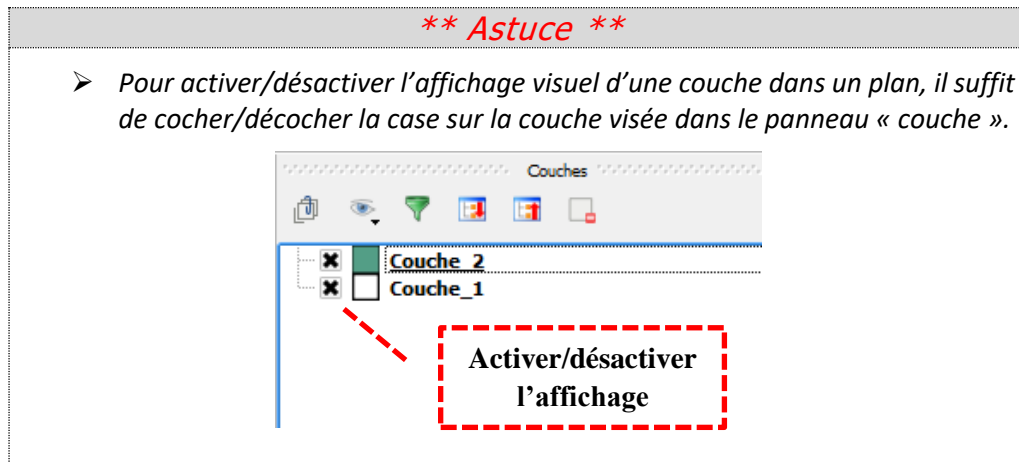 ** Astuce **
➢ Pour activer/désactiver l’affichage visuel d’une couche dans un plan, il suffit
de cocher/décocher la case sur la couche visée dans le panneau « couche ».
Couches
Couche_2
Couche_1
Activer/désactiver
l’affichage